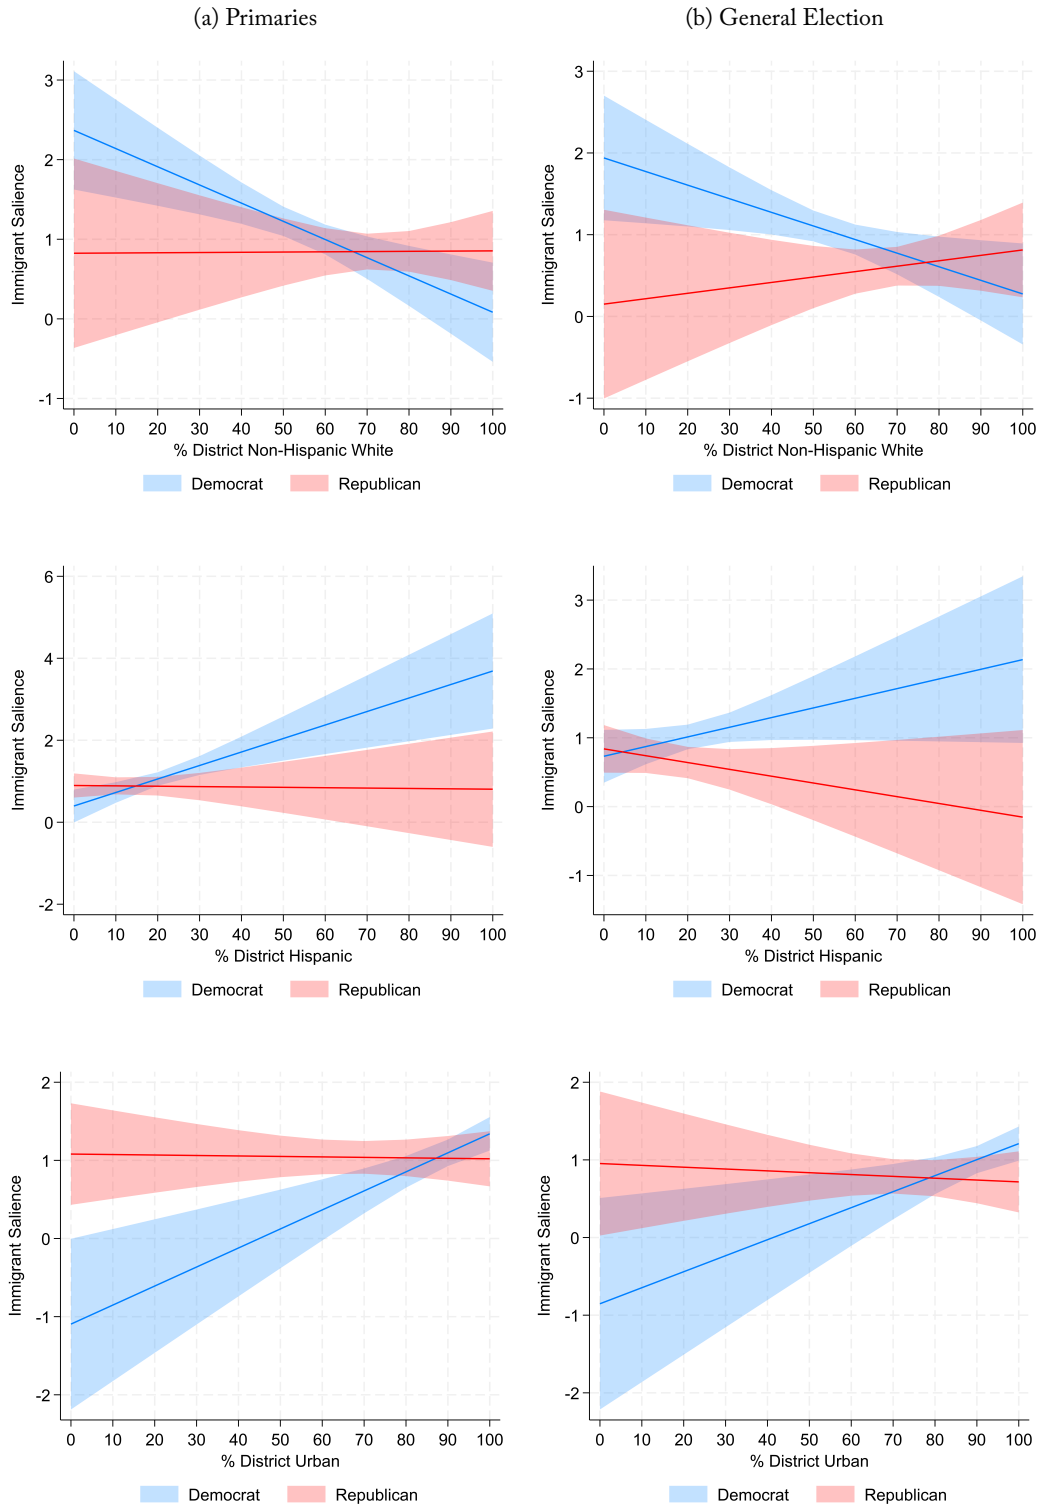 (a) Primaries
(b) General Election
3
2
1
0
-1
Immigrant Salience
0 10 20 30 40 50 60 70 80 90 100
% District Non-Hispanic White
Democrat Republican
3
2
1
0
-1
Immigrant Salience
0 10 20 30 40 50 60 70 80 90 100
% District Non-Hispanic White
Democrat Republican
6
4
2
0
-2
Immigrant Salience
0 10 20 30 40 50 60 70 80 90 100
% District Hispanic
Democrat Republican
3
2
1
0
-1
Immigrant Salience
0 10 20 30 40 50 60 70 80 90 100
% District Hispanic
Democrat Republican
2
1
0
-1
-2
Immigrant Salience
0 10 20 30 40 50 60 70 80 90 100
% District Urban
Democrat Republican
2
1
0
-1
-2
Immigrant Salience
0 10 20 30 40 50 60 70 80 90 100
% District Urban
Democrat Republican